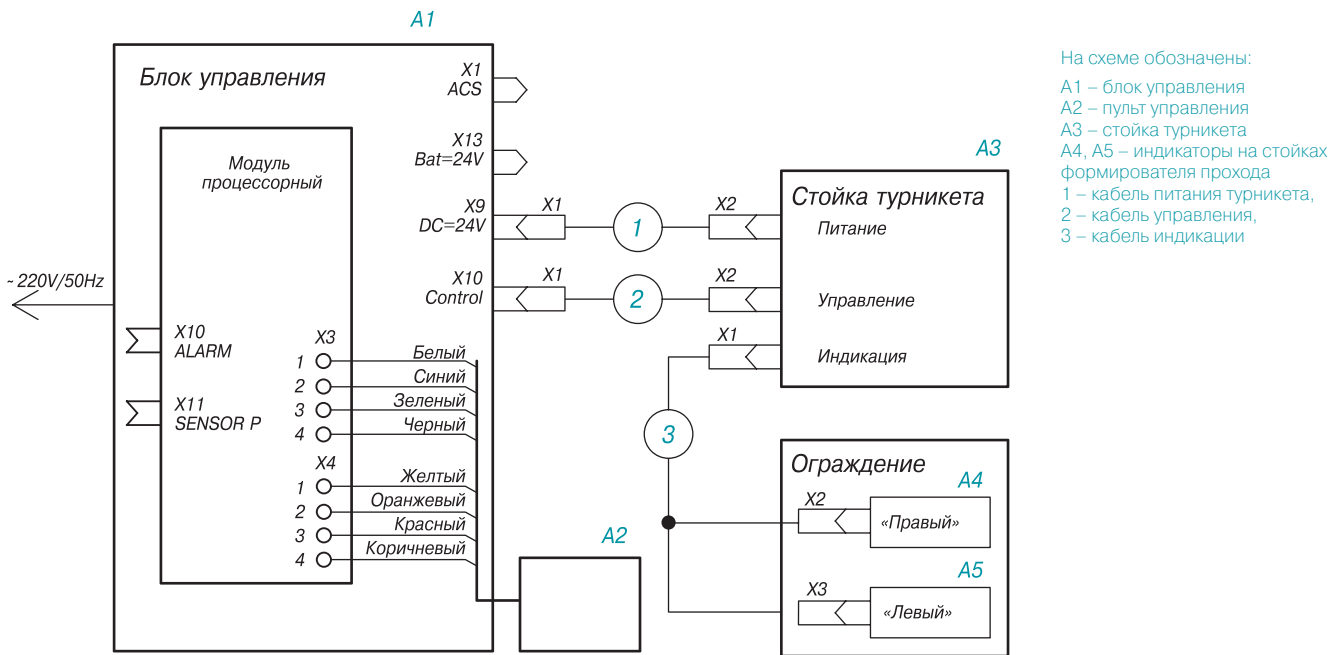 A1
Блок управления
X1
ACS
X13
Bat=24V
Модуль
процессорный
X9
DC=24V
X1
1
X2
X10
Control
X1
2
X2
~220V/50Hz
X10
ALARM
X11
SENSOR P
X3
1 Белый
2 Синий
3 Зеленый
4 Черный
X4
1 Желтый
2 Оранжевый
3 Красный
4 Коричневый
A2
A3
Стойка турникета
Питание
Управление
X1
Индикация
3
Ограждение
A4
X2
«Правый»
A5
X3
«Левый»
На схеме обозначены:
A1 – блок управления
A2 – пульт управления
A3 – стойка турникета
A4, A5 – индикаторы на стойках
формирователя прохода
1 – кабель питания турникета,
2 – кабель управления,
3 – кабель индикации